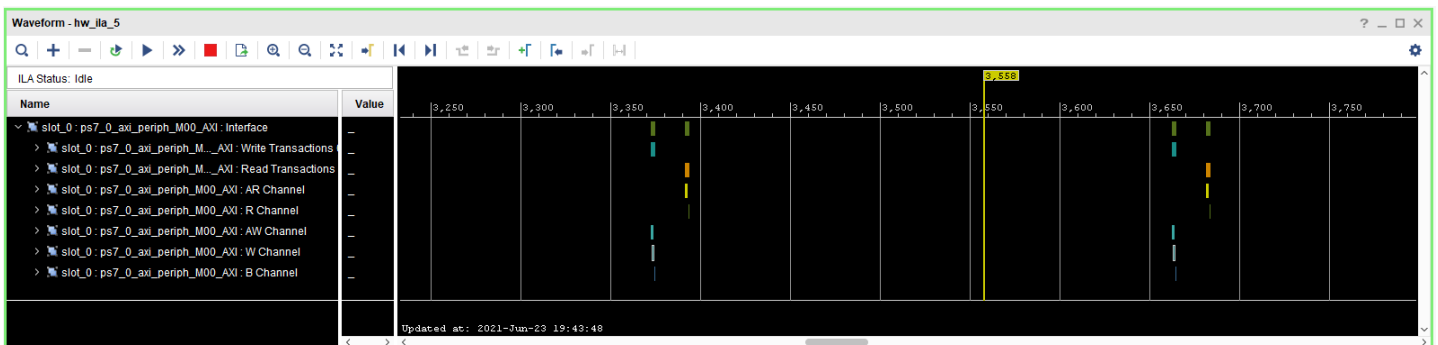 Waveform - hw_ila_5
ILA Status: Idle
3,558
Name Value
3,250 3,300 3,350 3,400 3,450 3,500 3,550 3,600 3,650 3,700 3,750
slot_0 : ps7_0_axi_periph_M00_AXI : Interface _
slot_0 : ps7_0_axi_periph_M..._AXI : Write Transactions _
slot_0 : ps7_0_axi_periph_M..._AXI : Read Transactions _
slot_0 : ps7_0_axi_periph_M00_AXI : AR Channel _
slot_0 : ps7_0_axi_periph_M00_AXI : R Channel _
slot_0 : ps7_0_axi_periph_M00_AXI : AW Channel _
slot_0 : ps7_0_axi_periph_M00_AXI : W Channel _
slot_0 : ps7_0_axi_periph_M00_AXI : B Channel _
Updated at: 2021-Jun-23 19:43:48